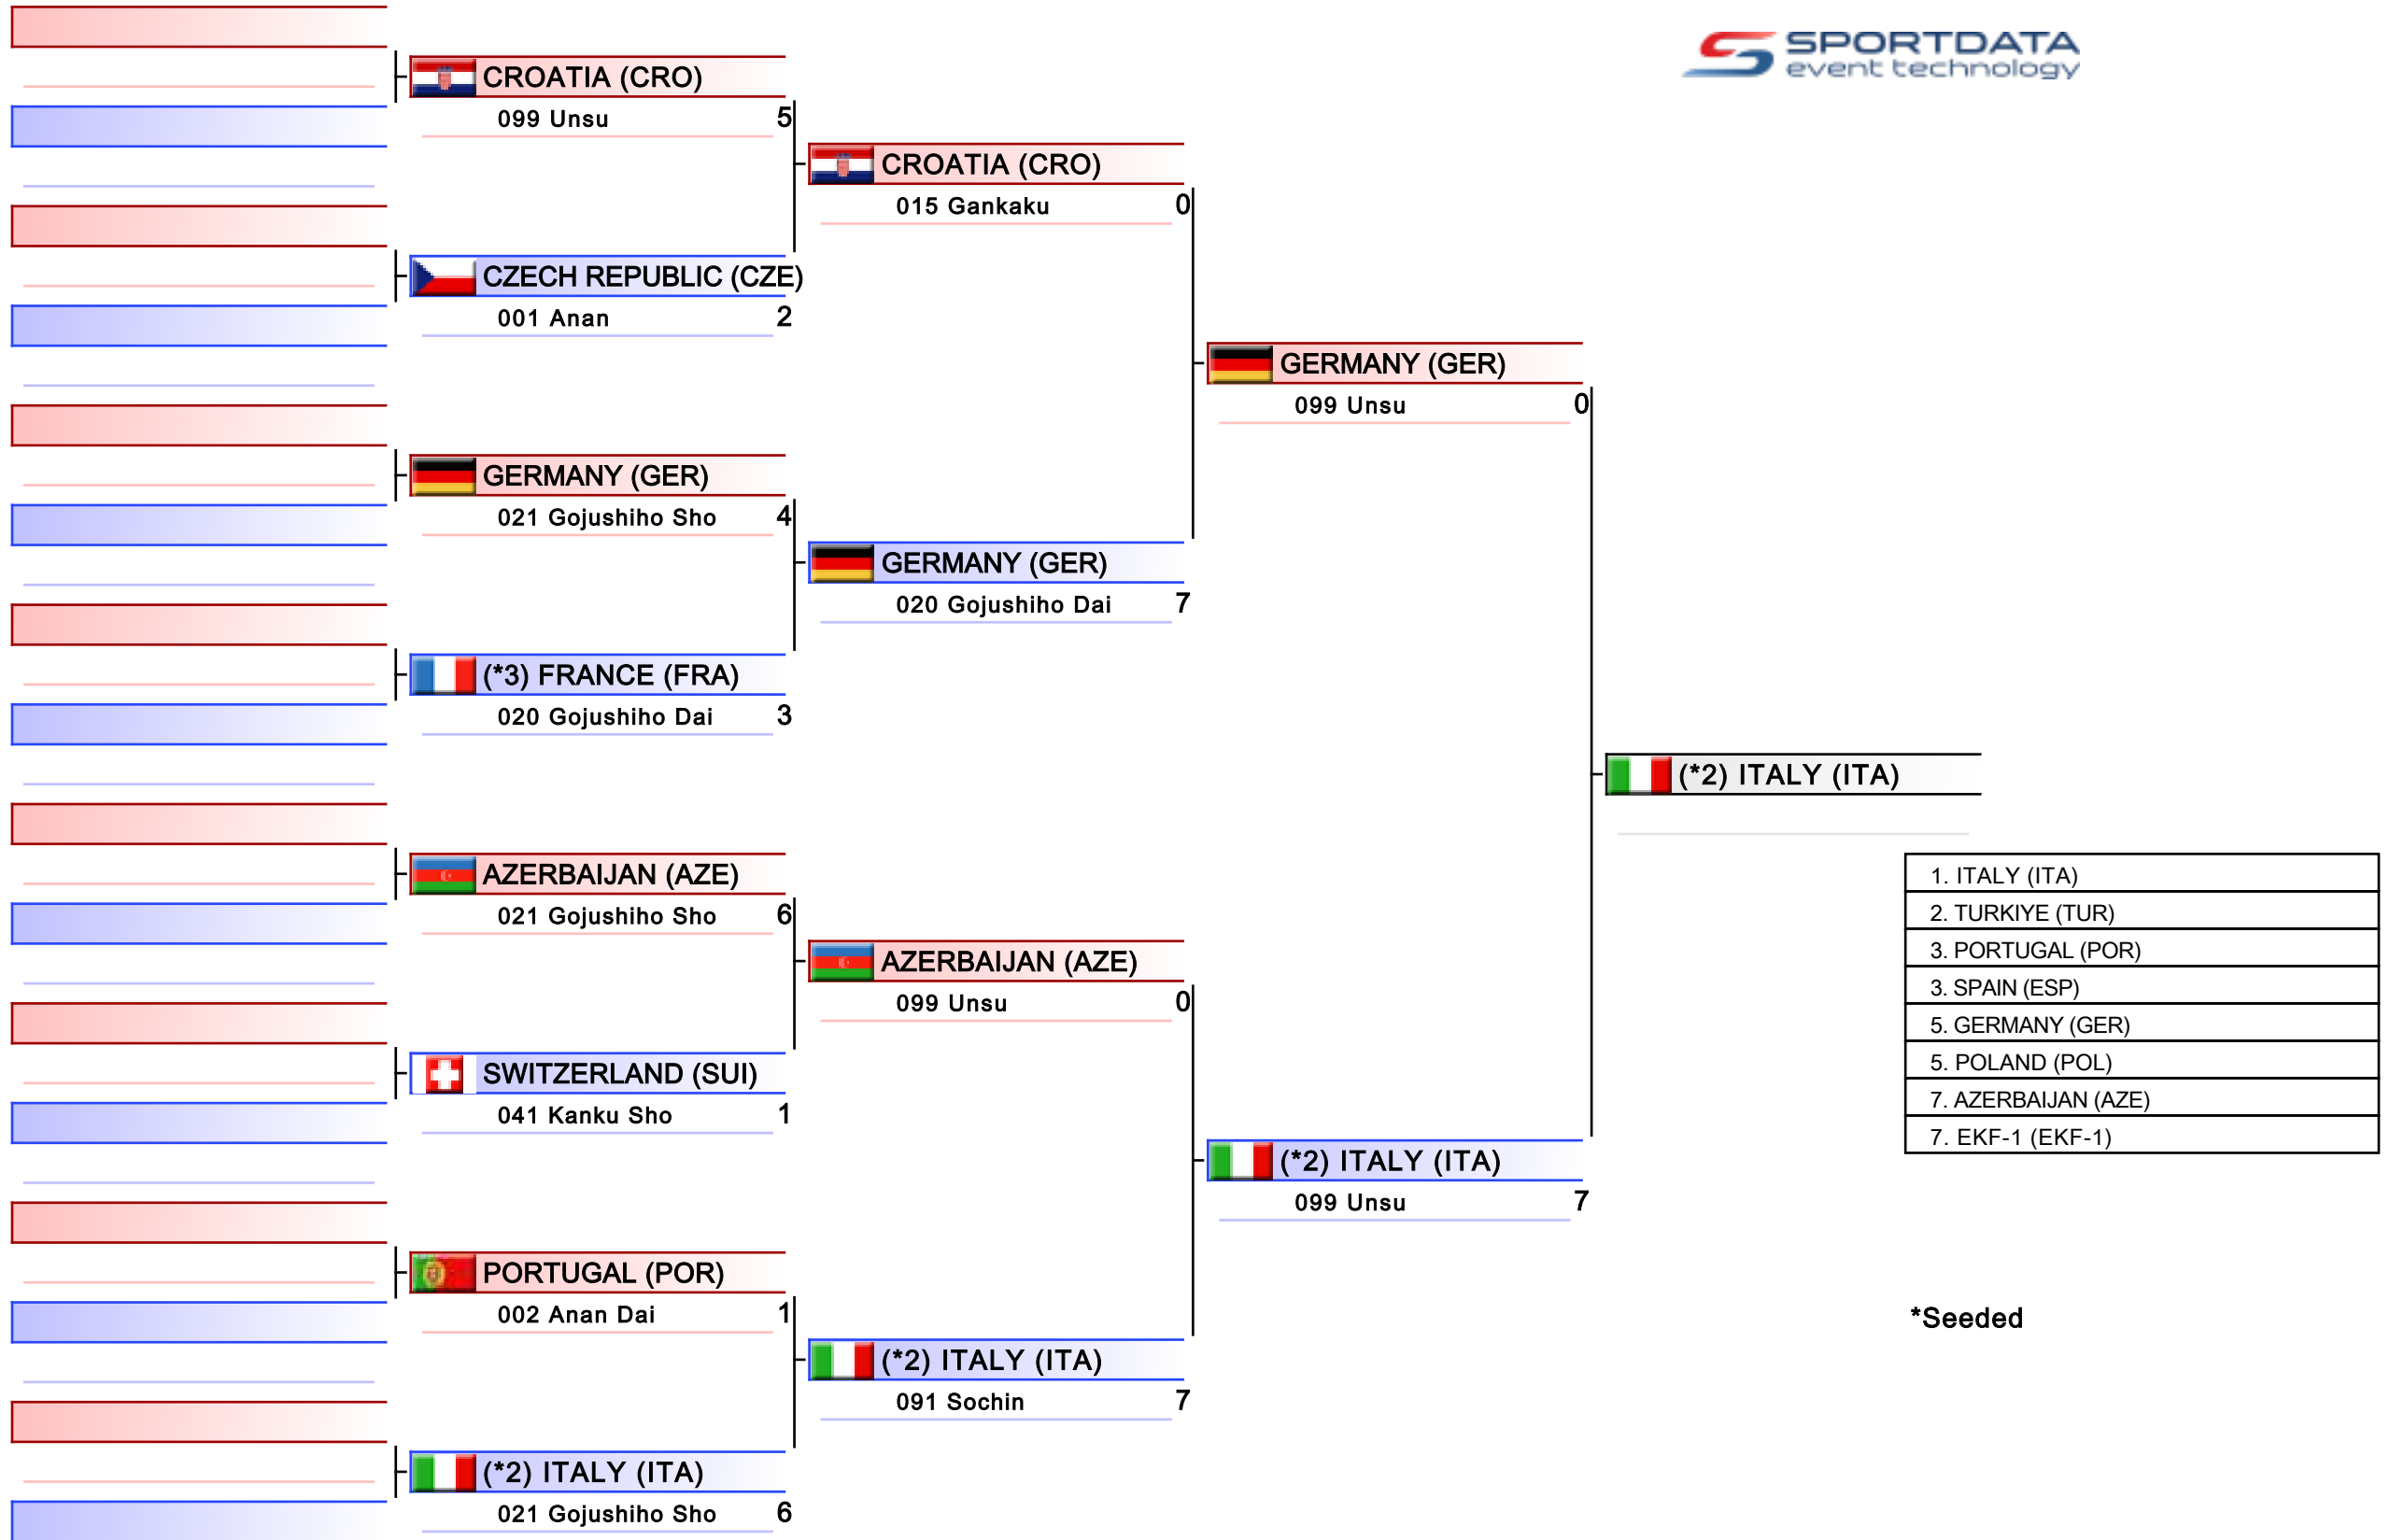 SPORTDATA
event technology
CROATIA (CRO)
099 Unsu 5
CZECH REPUBLIC (CZE)
001 Anan 2
GERMANY (GER)
021 Gojushiho Sho 4
(*3) FRANCE (FRA)
020 Gojushiho Dai 3
AZERBAIJAN (AZE)
021 Gojushiho Sho 6
SWITZERLAND (SUI)
041 Kanku Sho 1
PORTUGAL (POR)
002 Anan Dai 1
(*2) ITALY (ITA)
021 Gojushiho Sho 6
CROATIA (CRO)
015 Gankaku 0
GERMANY (GER)
020 Gojushiho Dai 7
AZERBAIJAN (AZE)
099 Unsu 0
(*2) ITALY (ITA)
091 Sochin 7
GERMANY (GER)
099 Unsu 0
(*2) ITALY (ITA)
099 Unsu 7
(*2) ITALY (ITA)
1. ITALY (ITA)
2. TURKIYE (TUR)
3. PORTUGAL (POR)
3. SPAIN (ESP)
5. GERMANY (GER)
5. POLAND (POL)
7. AZERBAIJAN (AZE)
7. EKF-1 (EKF-1)
*Seeded